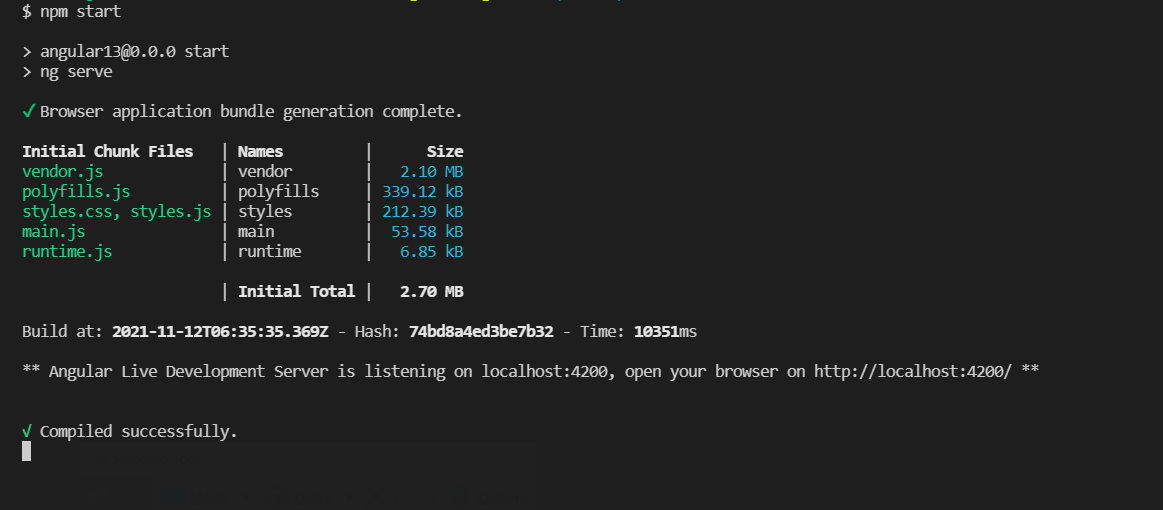 $ npm start
> angular13@0.0.0 start
> ng serve
✓ Browser application bundle generation complete.
Initial Chunk Files | Names | Size
vendor.js | vendor | 2.10 MB
polyfills.js | polyfills | 339.12 kB
styles.css, styles.js | styles | 212.39 kB
main.js | main | 53.58 kB
runtime.js | runtime | 6.85 kB
| Initial Total | 2.70 MB
Build at: 2021-11-12T06:35:35.369Z - Hash: 74bd8a4ed3be7b32 - Time: 10351ms
** Angular Live Development Server is listening on localhost:4200, open your browser on http://localhost:4200/ **
√ Compiled successfully.